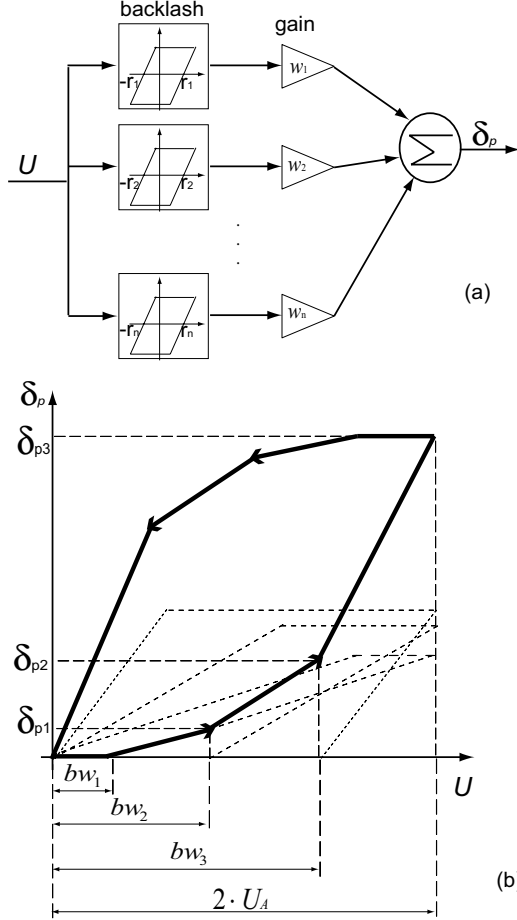 backlash
gain
-r₁ r₁
w₁
-r₂ r₂
w₂
U
Σ
δₚ
-rₙ rₙ
wₙ
(a)
δₚ
δₚ₃
δₚ₂
δₚ₁
bw₁
U
bw₂
bw₃
(b
2·U_A